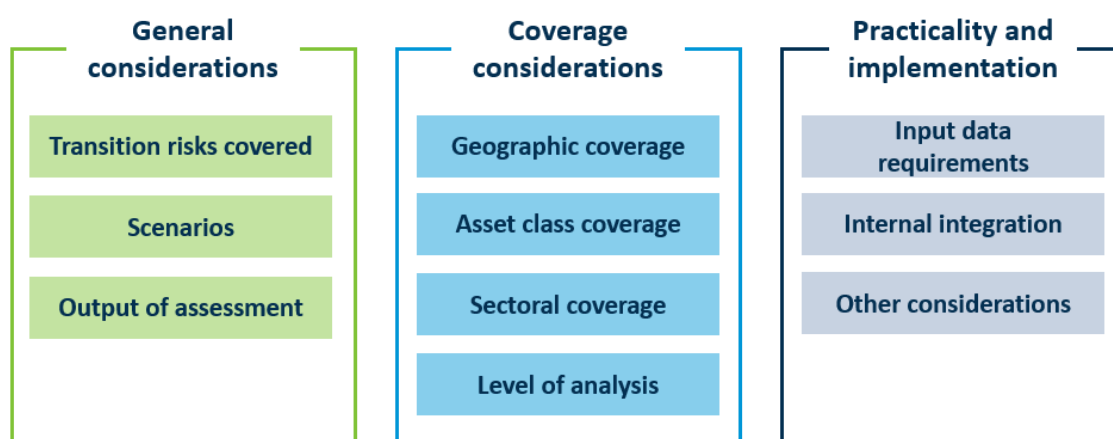 General
considerations
Transition risks covered
Scenarios
Output of assessment
Coverage
considerations
Geographic coverage
Asset class coverage
Sectoral coverage
Level of analysis
Practicality and
implementation
Input data
requirements
Internal integration
Other considerations